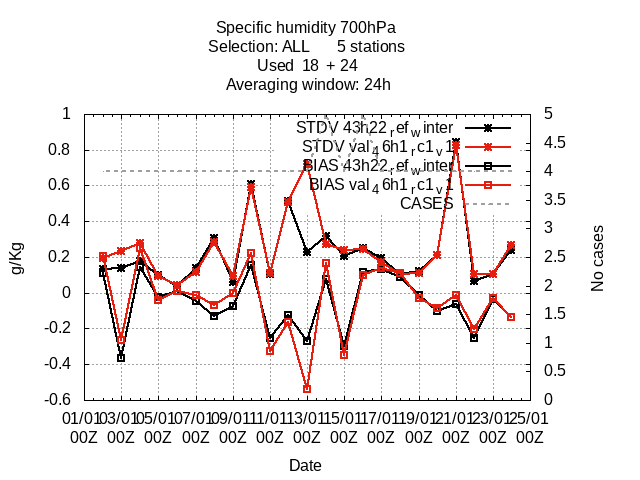 Specific humidity 700hPa
Selection: ALL 5 stations
Used 18 + 24
Averaging window: 24h
STDV 43h22refwinter
STDV val46h1rc1v1
BIAS 43h22refwinter
BIAS val46h1rc1v1
CASES
1
0.8
0.6
0.4
0.2
0
-0.2
-0.4
-0.6
g/Kg
5
4.5
4
3.5
3
2.5
2
1.5
1
0.5
0
No cases
01/01 03/01 05/01 07/01 09/01 11/01 13/01 15/01 17/01 19/01 21/01 23/01 25/01
00Z 00Z 00Z 00Z 00Z 00Z 00Z 00Z 00Z 00Z 00Z 00Z 00Z
Date